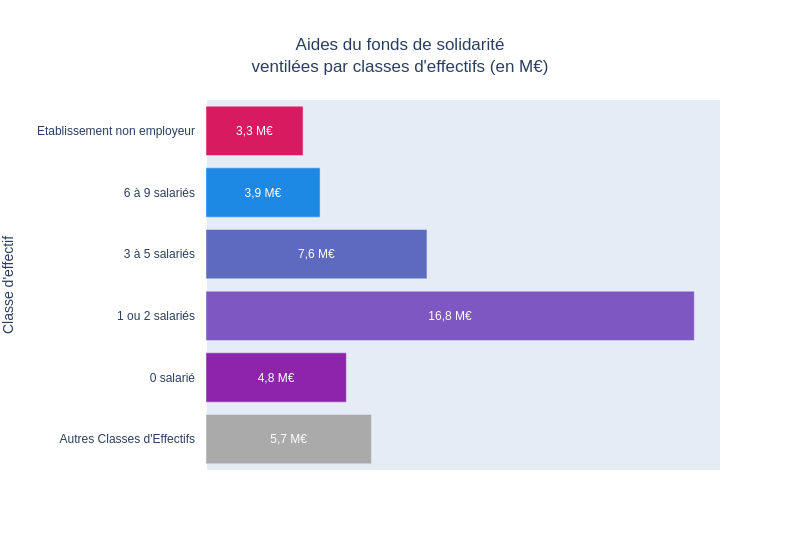 Aides du fonds de solidarité
ventilées par classes d'effectifs (en M€)
Classe d'effectif
Etablissement non employeur
3,3 M€
6 à 9 salariés
3,9 M€
3 à 5 salariés
7,6 M€
1 ou 2 salariés
16,8 M€
0 salarié
4,8 M€
Autres Classes d'Effectifs
5,7 M€